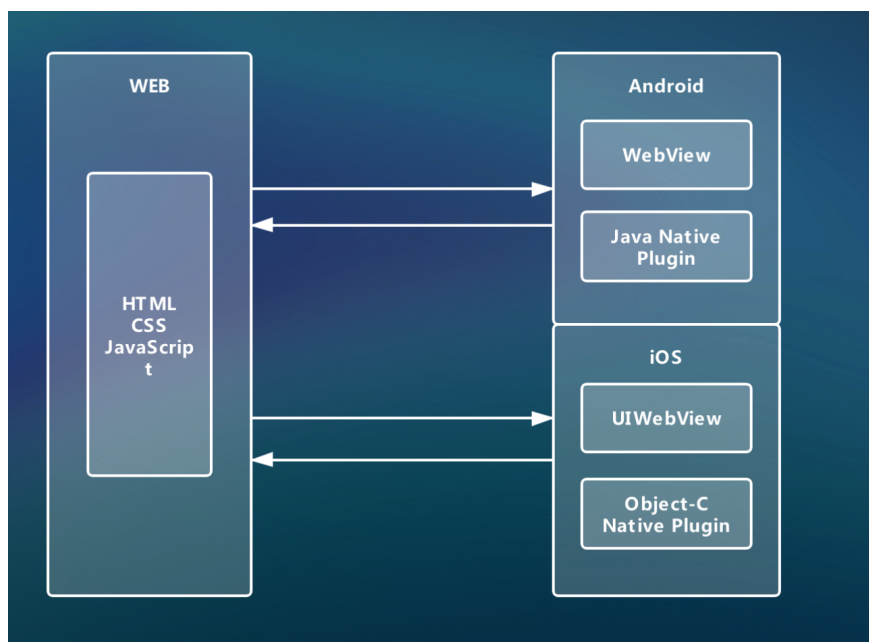 WEB
HTML
CSS
JavaScrip
t
Android
WebView
Java Native
Plugin
iOS
UIWebView
Object-C
Native Plugin